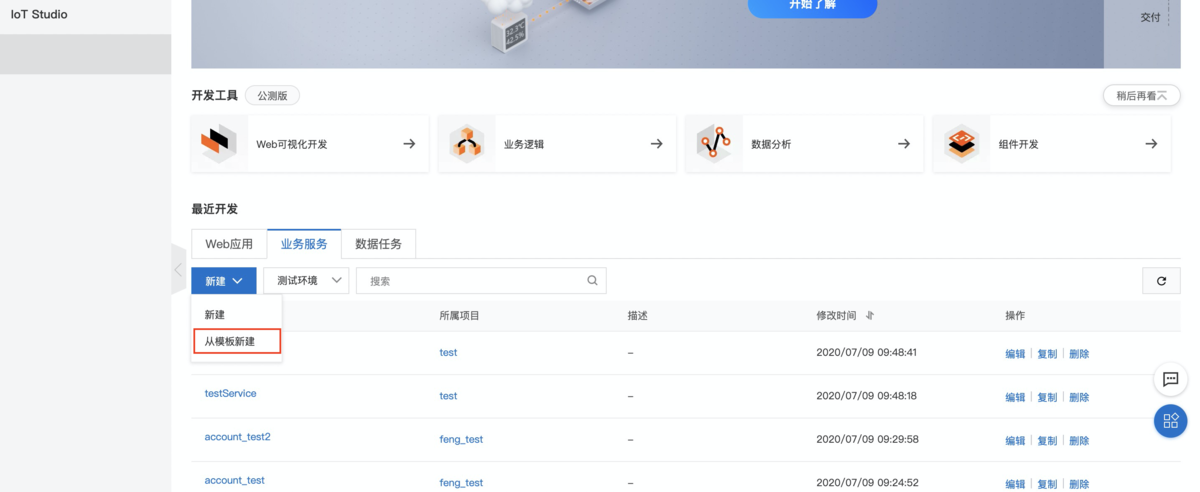 IoT Studio
开始了解
32.3℃
42.5%
交付
开发工具 公测版 稍后再看
Web可视化开发 业务逻辑 数据分析 组件开发
最近开发
Web应用 业务服务 数据任务
新建 测试环境 搜索
新建
从模板新建
所属项目 描述 修改时间 操作
test – 2020/07/09 09:48:41 编辑 复制 删除
testService test – 2020/07/09 09:48:18 编辑 复制 删除
account_test2 feng_test – 2020/07/09 09:29:58 编辑 复制 删除
account_test feng_test – 2020/07/09 09:24:52 编辑 复制 删除